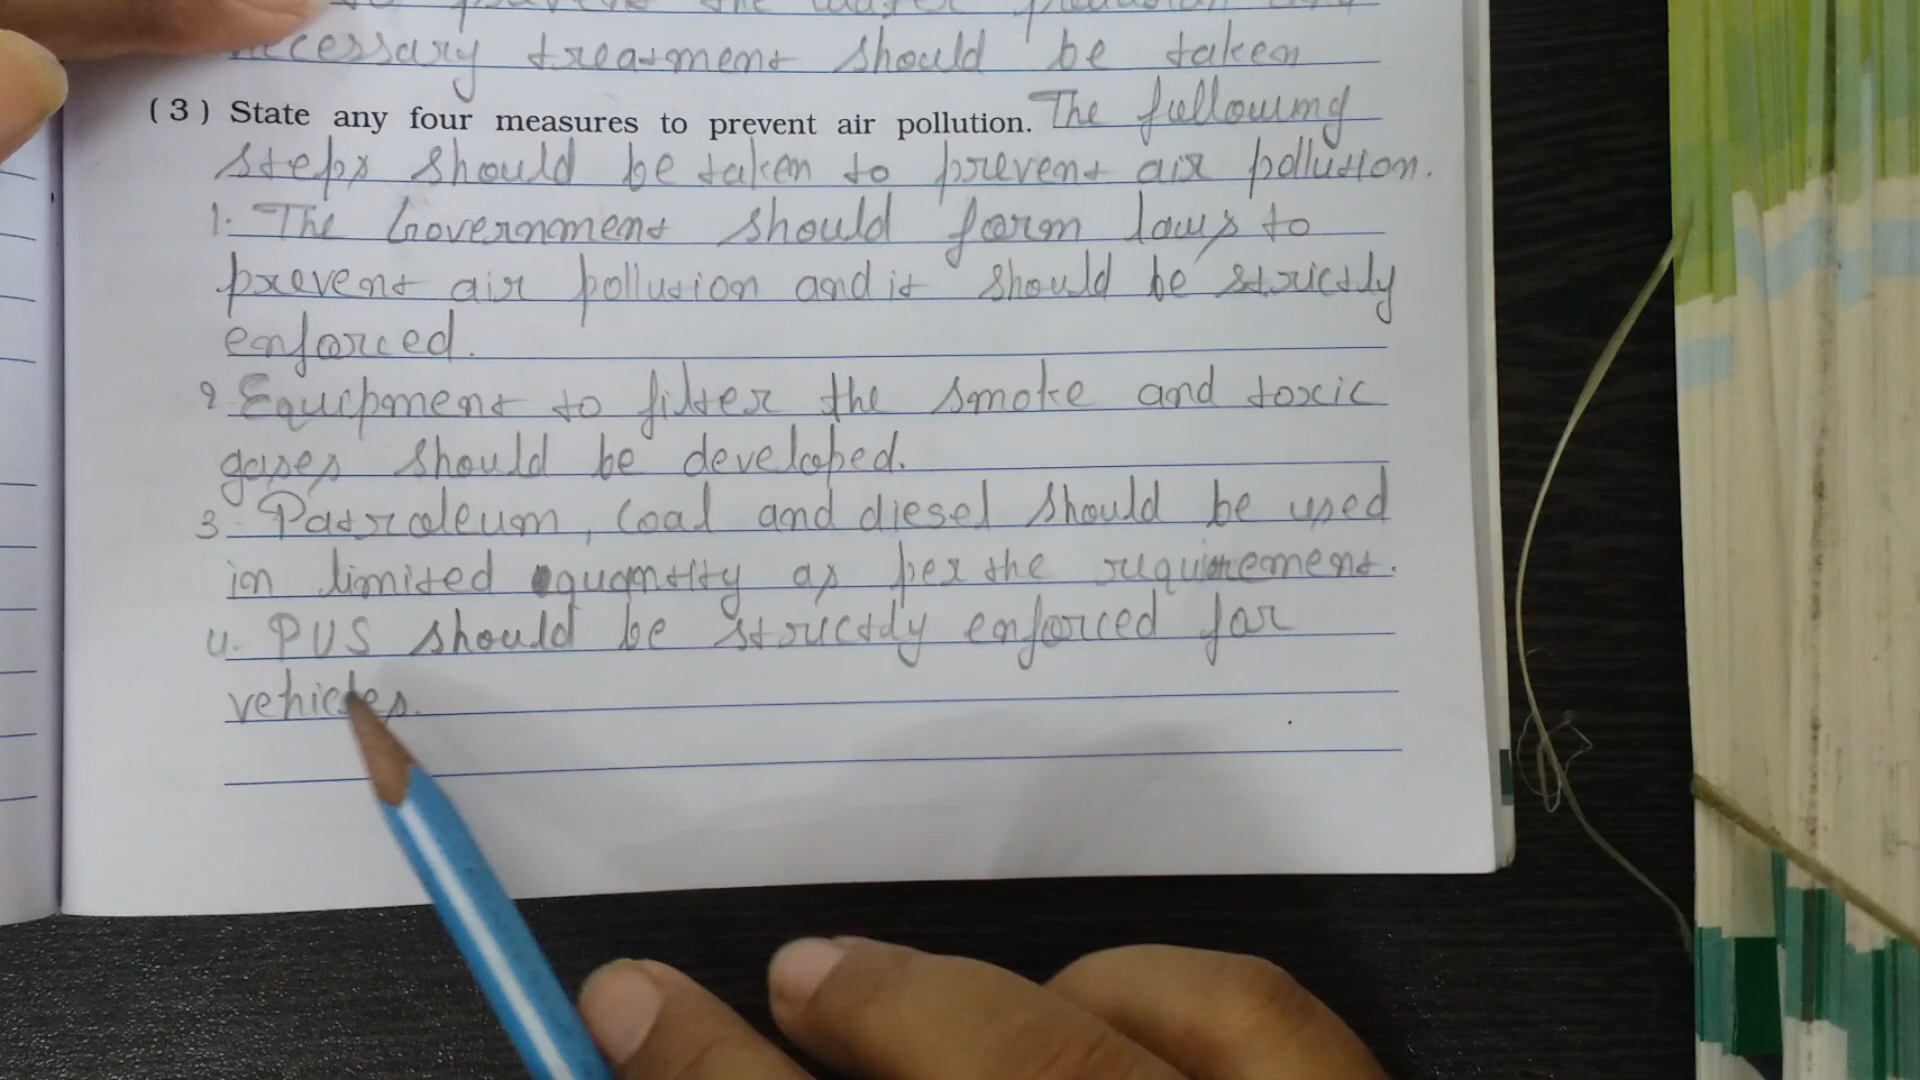 necessary treatment should be taken
(3) State any four measures to prevent air pollution. The following
steps should be taken to prevent air pollution.
1. The Government should form laws to
prevent air pollution and it should be strictly
enforced.
2 Equipment to filter the smoke and toxic
gases should be developed.
3. Patroleum, coal and diesel should be used
in limited quantity as per the requirement.
4. PUS should be strictly enforced for
vehicles.